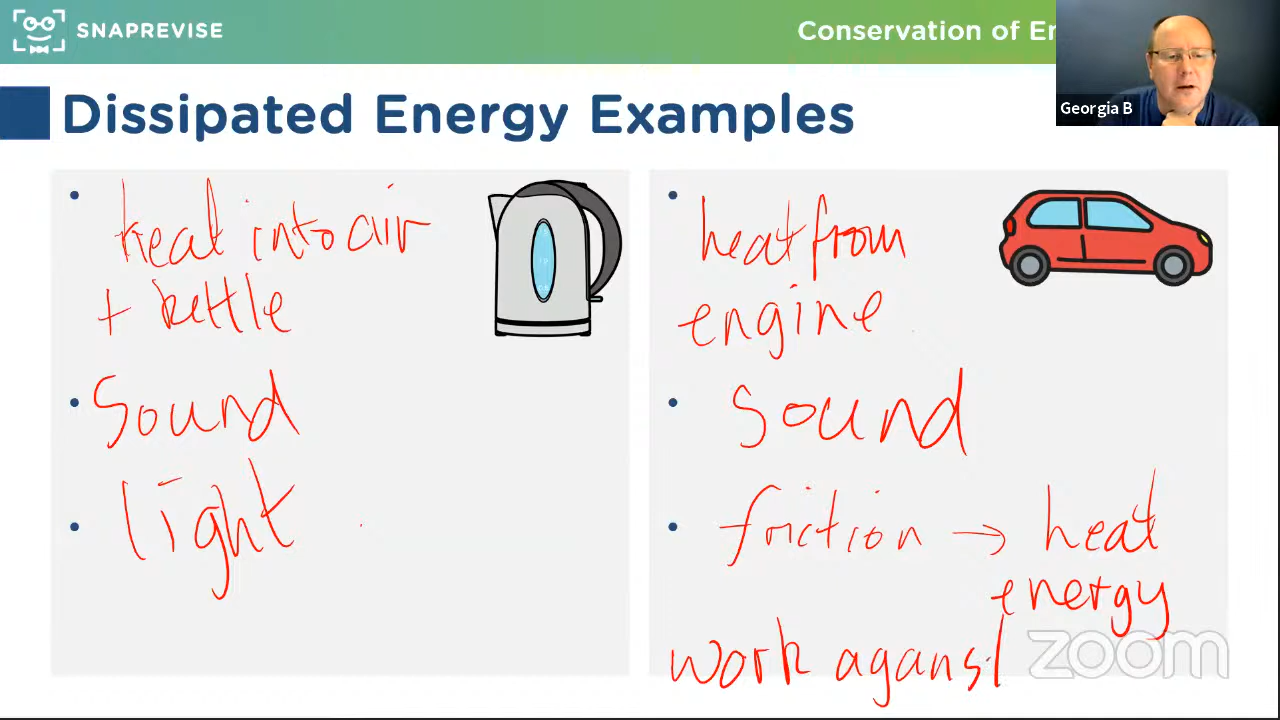 SNAPREVISE
Conservation of En
Georgia B
Dissipated Energy Examples
• heat into air
+ kettle
• Sound
• light
• heat from
engine
• Sound
• friction → heat
energy
work agansl
zoom